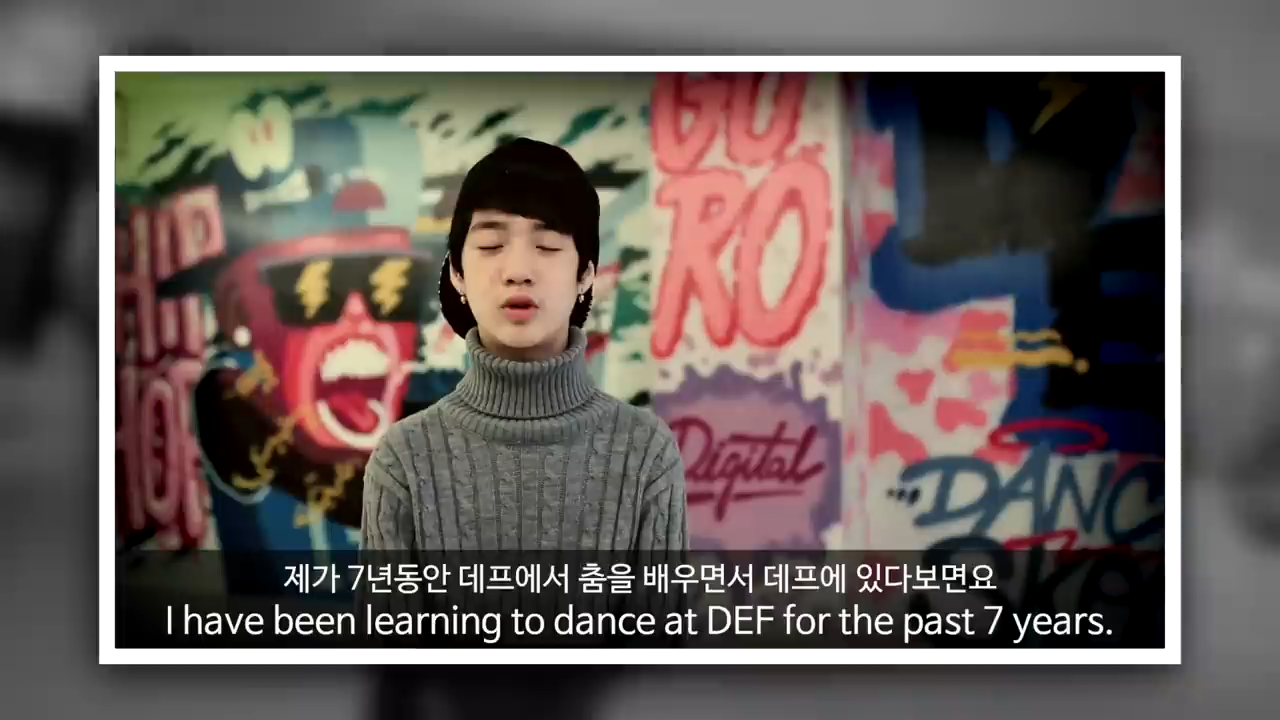 GO
RO
HIP
HOP
Digital
DANC
제가 7년동안 데프에서 춤을 배우면서 데프에 있다보면요
I have been learning to dance at DEF for the past 7 years.